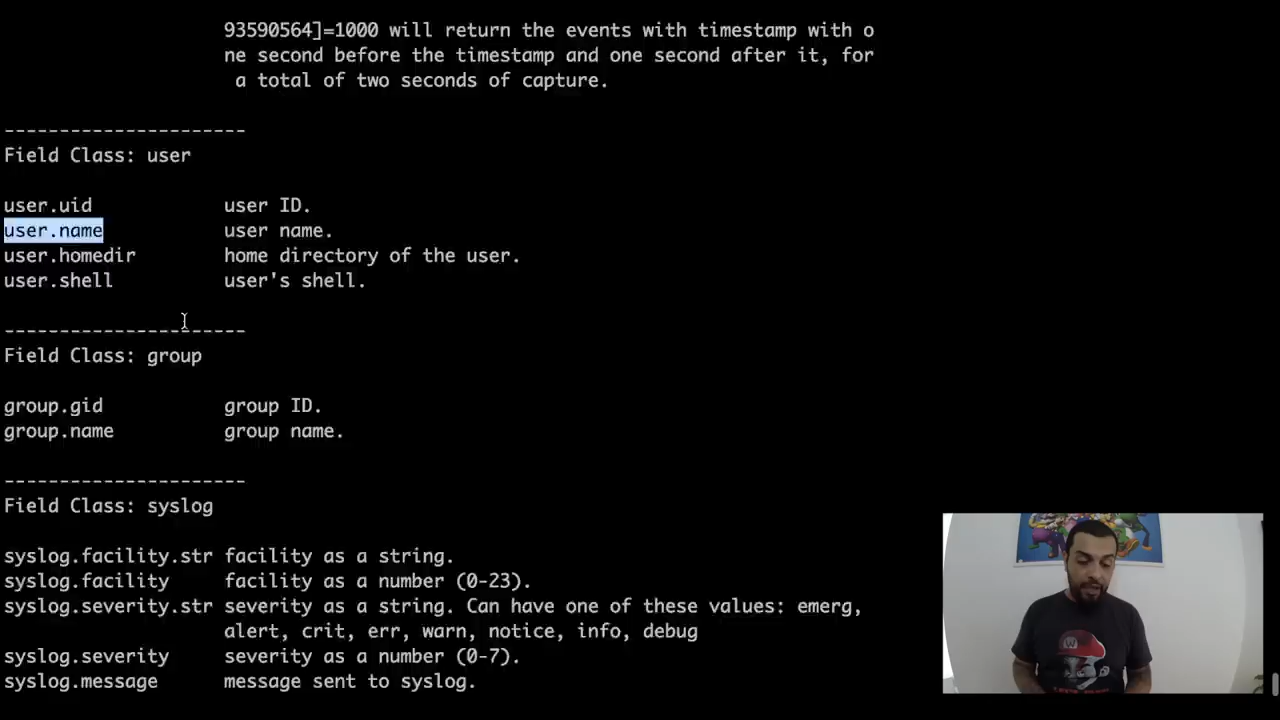 93590564]=1000 will return the events with timestamp with o
ne second before the timestamp and one second after it, for
a total of two seconds of capture.
----------------------
Field Class: user
user.uid user ID.
user.name user name.
user.homedir home directory of the user.
user.shell user's shell.
----------------------
Field Class: group
group.gid group ID.
group.name group name.
----------------------
Field Class: syslog
syslog.facility.str facility as a string.
syslog.facility facility as a number (0-23).
syslog.severity.str severity as a string. Can have one of these values: emerg,
alert, crit, err, warn, notice, info, debug
syslog.severity severity as a number (0-7).
syslog.message message sent to syslog.